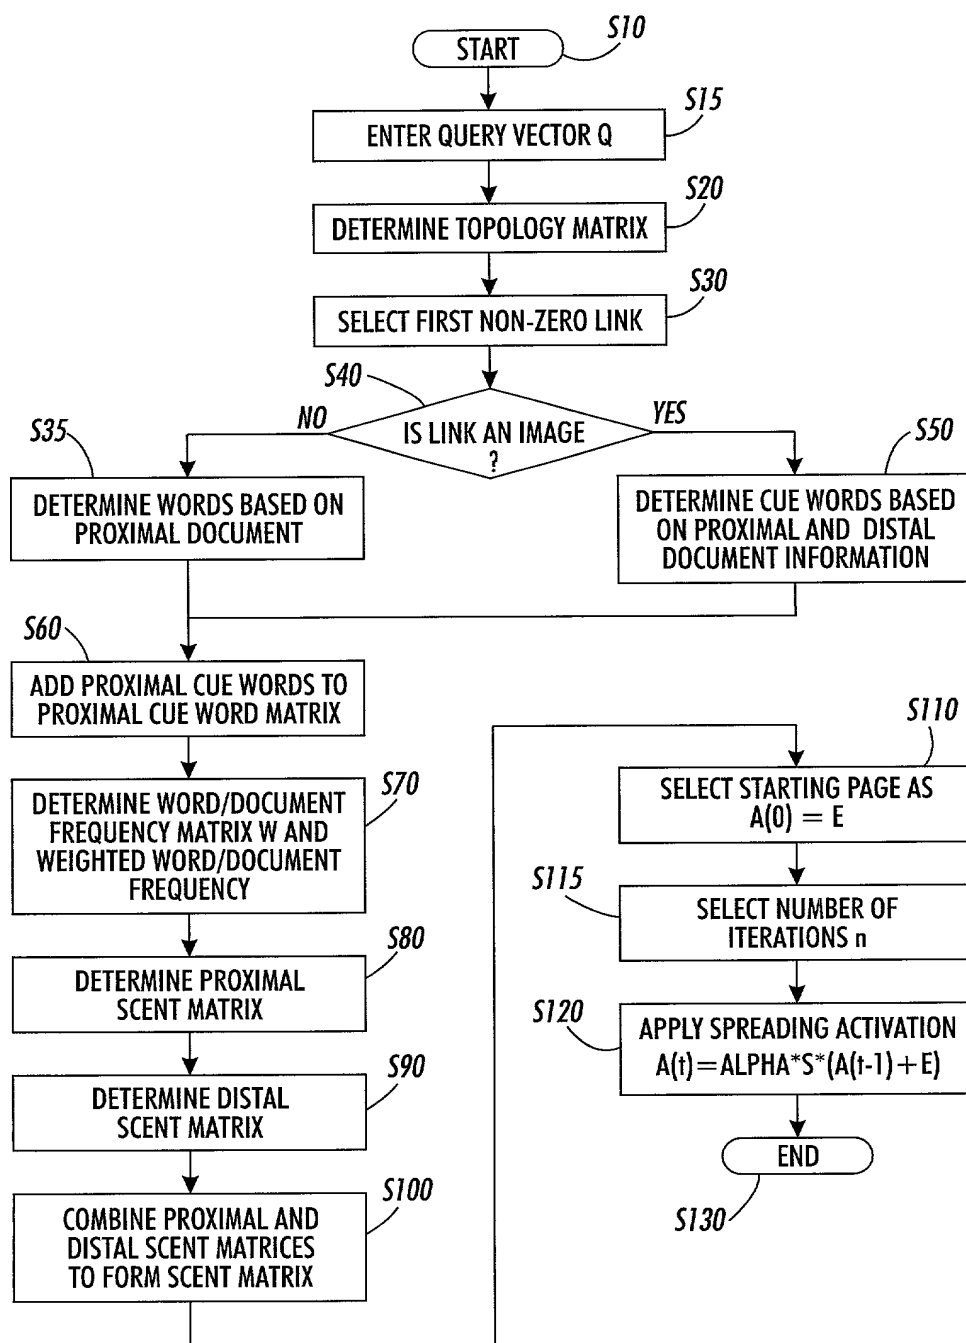 START
S10
S15
ENTER QUERY VECTOR Q
S20
DETERMINE TOPOLOGY MATRIX
S30
SELECT FIRST NON-ZERO LINK
S40
NO
YES
IS LINK AN IMAGE
?
S35
DETERMINE WORDS BASED ON
PROXIMAL DOCUMENT
S50
DETERMINE CUE WORDS BASED
ON PROXIMAL AND DISTAL
DOCUMENT INFORMATION
S60
ADD PROXIMAL CUE WORDS TO
PROXIMAL CUE WORD MATRIX
S70
DETERMINE WORD/DOCUMENT
FREQUENCY MATRIX W AND
WEIGHTED WORD/DOCUMENT
FREQUENCY
S80
DETERMINE PROXIMAL
SCENT MATRIX
S90
DETERMINE DISTAL
SCENT MATRIX
S100
COMBINE PROXIMAL AND
DISTAL SCENT MATRICES
TO FORM SCENT MATRIX
S110
SELECT STARTING PAGE AS
A(0) = E
S115
SELECT NUMBER OF
ITERATIONS n
S120
APPLY SPREADING ACTIVATION
A(t)=ALPHA*S*(A(t-1)+E)
END
S130